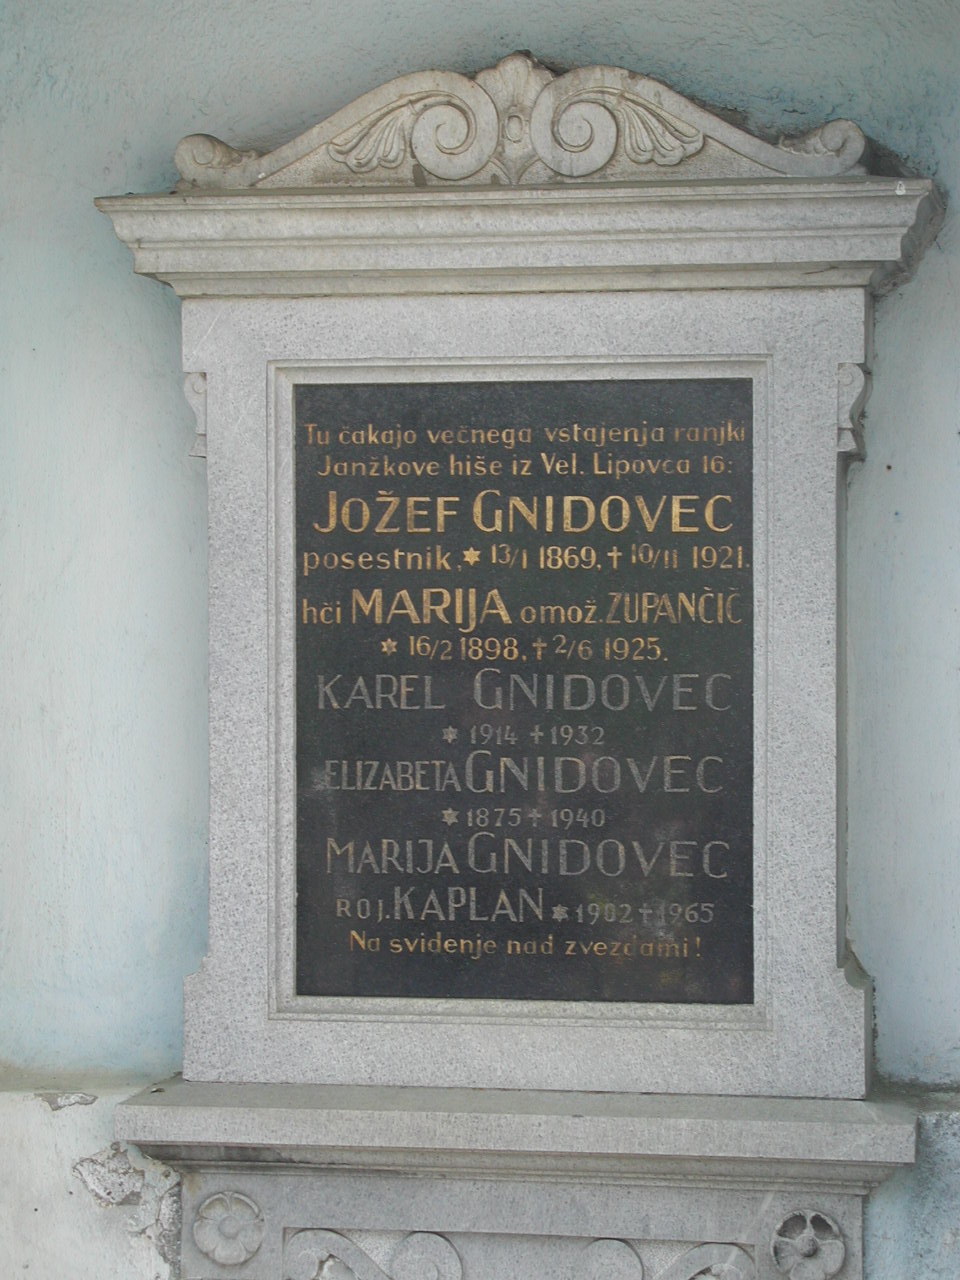 Tu čakajo večnega vstajenja ranjki
Janžkove hiše iz Vel. Lipovca 16:
JOŽEF GNIDOVEC
posestnik, ✶ 13/1 1869, † 10/11 1921.
hči MARIJA omož. ZUPANČIČ
✶ 16/2 1898, † 2/6 1925.
KAREL GNIDOVEC
✶ 1914 † 1932
ELIZABETA GNIDOVEC
✶ 1875 † 1940
MARIJA GNIDOVEC
ROJ. KAPLAN ✶ 1902 † 1965
Na svidenje nad zvezdami!